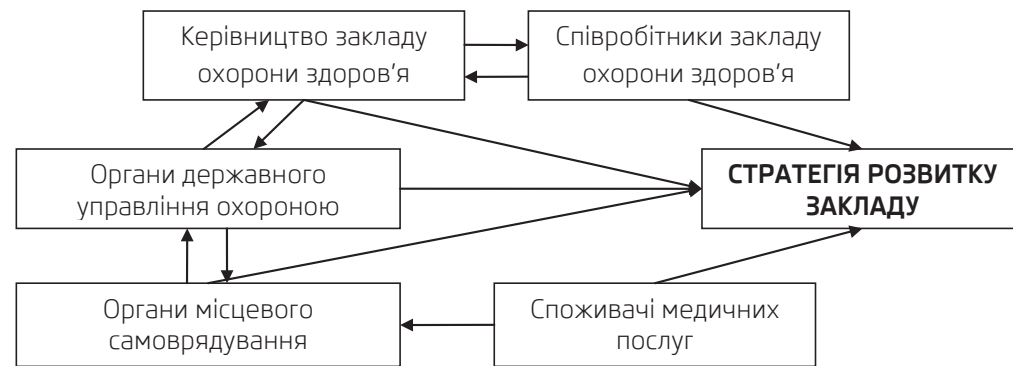 Керівництво закладу
охорони здоров’я
Співробітники закладу
охорони здоров’я
Органи державного
управління охороною
СТРАТЕГІЯ РОЗВИТКУ
ЗАКЛАДУ
Органи місцевого
самоврядування
Споживачі медичних
послуг